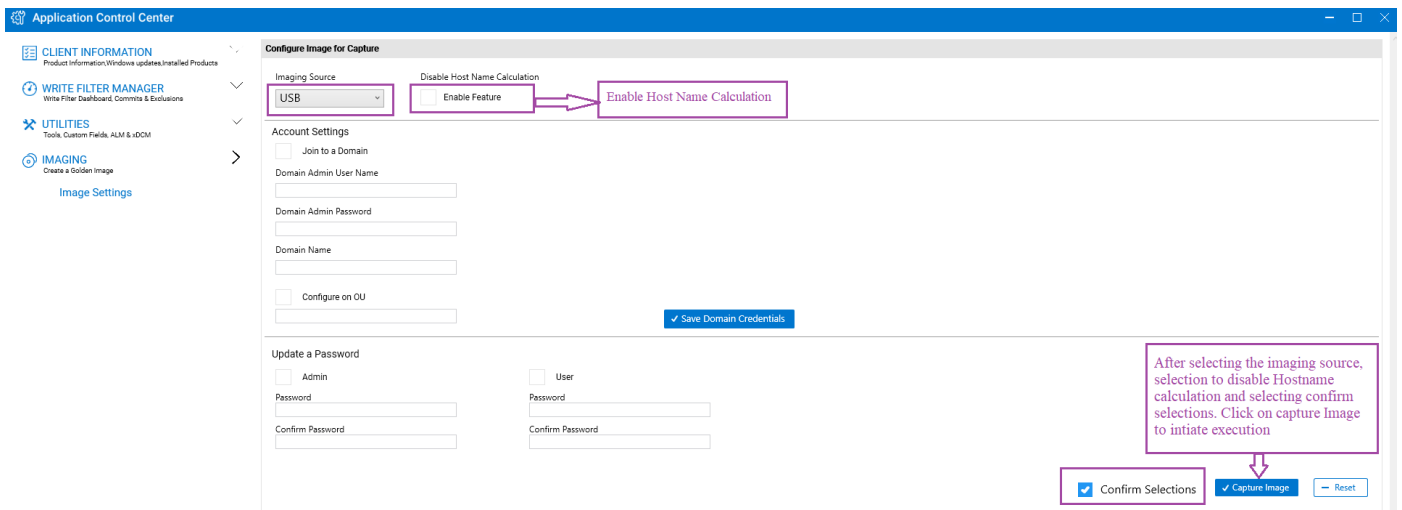 Application Control Center
CLIENT INFORMATION
Product Information,Windows updates,Installed Products
WRITE FILTER MANAGER
Write Filter Dashboard, Commits & Exclusions
UTILITIES
Tools, Custom Fields, ALM & xDCM
IMAGING
Create a Golden Image
Image Settings
Configure Image for Capture
Imaging Source
USB
Disable Host Name Calculation
Enable Feature
Enable Host Name Calculation
Account Settings
Join to a Domain
Domain Admin User Name
Domain Admin Password
Domain Name
Configure on OU
Save Domain Credentials
Update a Password
Admin
User
Password
Password
Confirm Password
Confirm Password
After selecting the imaging source,
selection to disable Hostname
calculation and selecting confirm
selections. Click on capture Image
to intiate execution
Confirm Selections
Capture Image
Reset